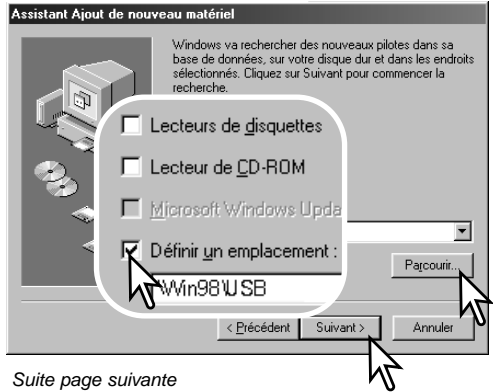 Assistant Ajout de nouveau matériel
Windows va rechercher des nouveaux pilotes dans sa
base de données, sur votre disque dur et dans les endroits
sélectionnés. Cliquez sur Suivant pour commencer la
recherche.
Lecteurs de disquettes
Lecteur de CD-ROM
Microsoft Windows Upda
Définir un emplacement :
\Win98\USB
Parcourir...
< Précédent
Suivant >
Annuler
Suite page suivante